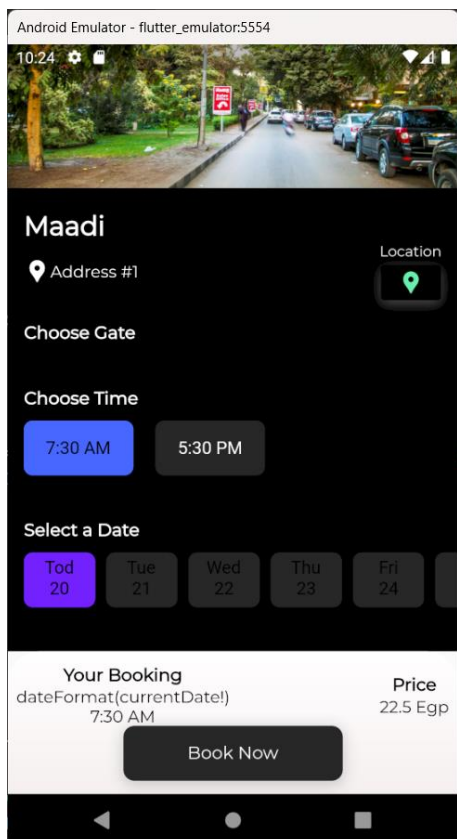 Android Emulator - flutter_emulator:5554
10:24
Maadi
Address #1
Location
Choose Gate
Choose Time
7:30 AM
5:30 PM
Select a Date
Tod Tue Wed Thu Fri
20 21 22 23 24
Your Booking
dateFormat(currentDate!)
7:30 AM
Price
22.5 Egp
Book Now